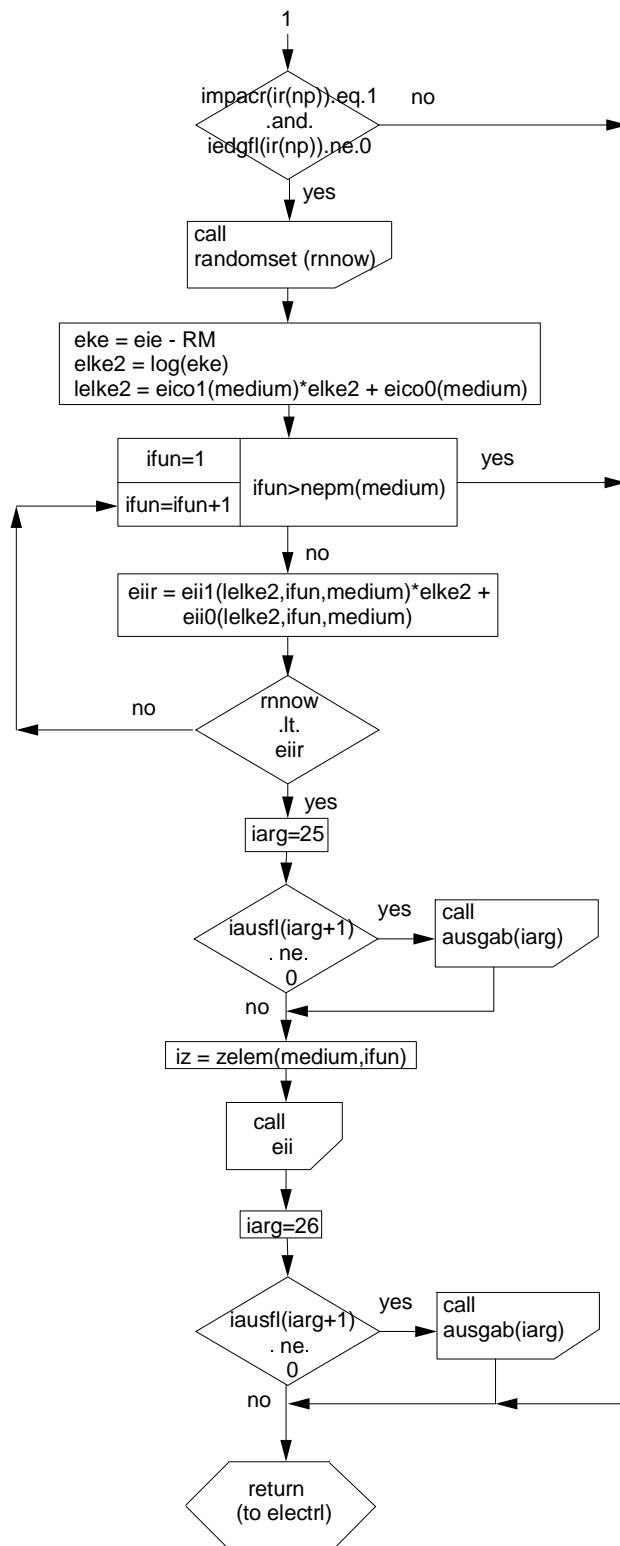 1
impacr(ir(np)).eq.1
.and.
iedgfl(ir(np)).ne.0
no
yes
call
randomset (rnnow)
eke = eie - RM
elke2 = log(eke)
lelke2 = eico1(medium)*elke2 + eico0(medium)
ifun=1
ifun=ifun+1
ifun>nepm(medium)
yes
no
eiir = eii1(lelke2,ifun,medium)*elke2 +
eii0(lelke2,ifun,medium)
no
rnnow
.lt.
eiir
yes
iarg=25
iausfl(iarg+1)
. ne.
0
yes
call
ausgab(iarg)
no
iz = zelem(medium,ifun)
call
eii
iarg=26
iausfl(iarg+1)
. ne.
0
yes
call
ausgab(iarg)
no
return
(to electrl)